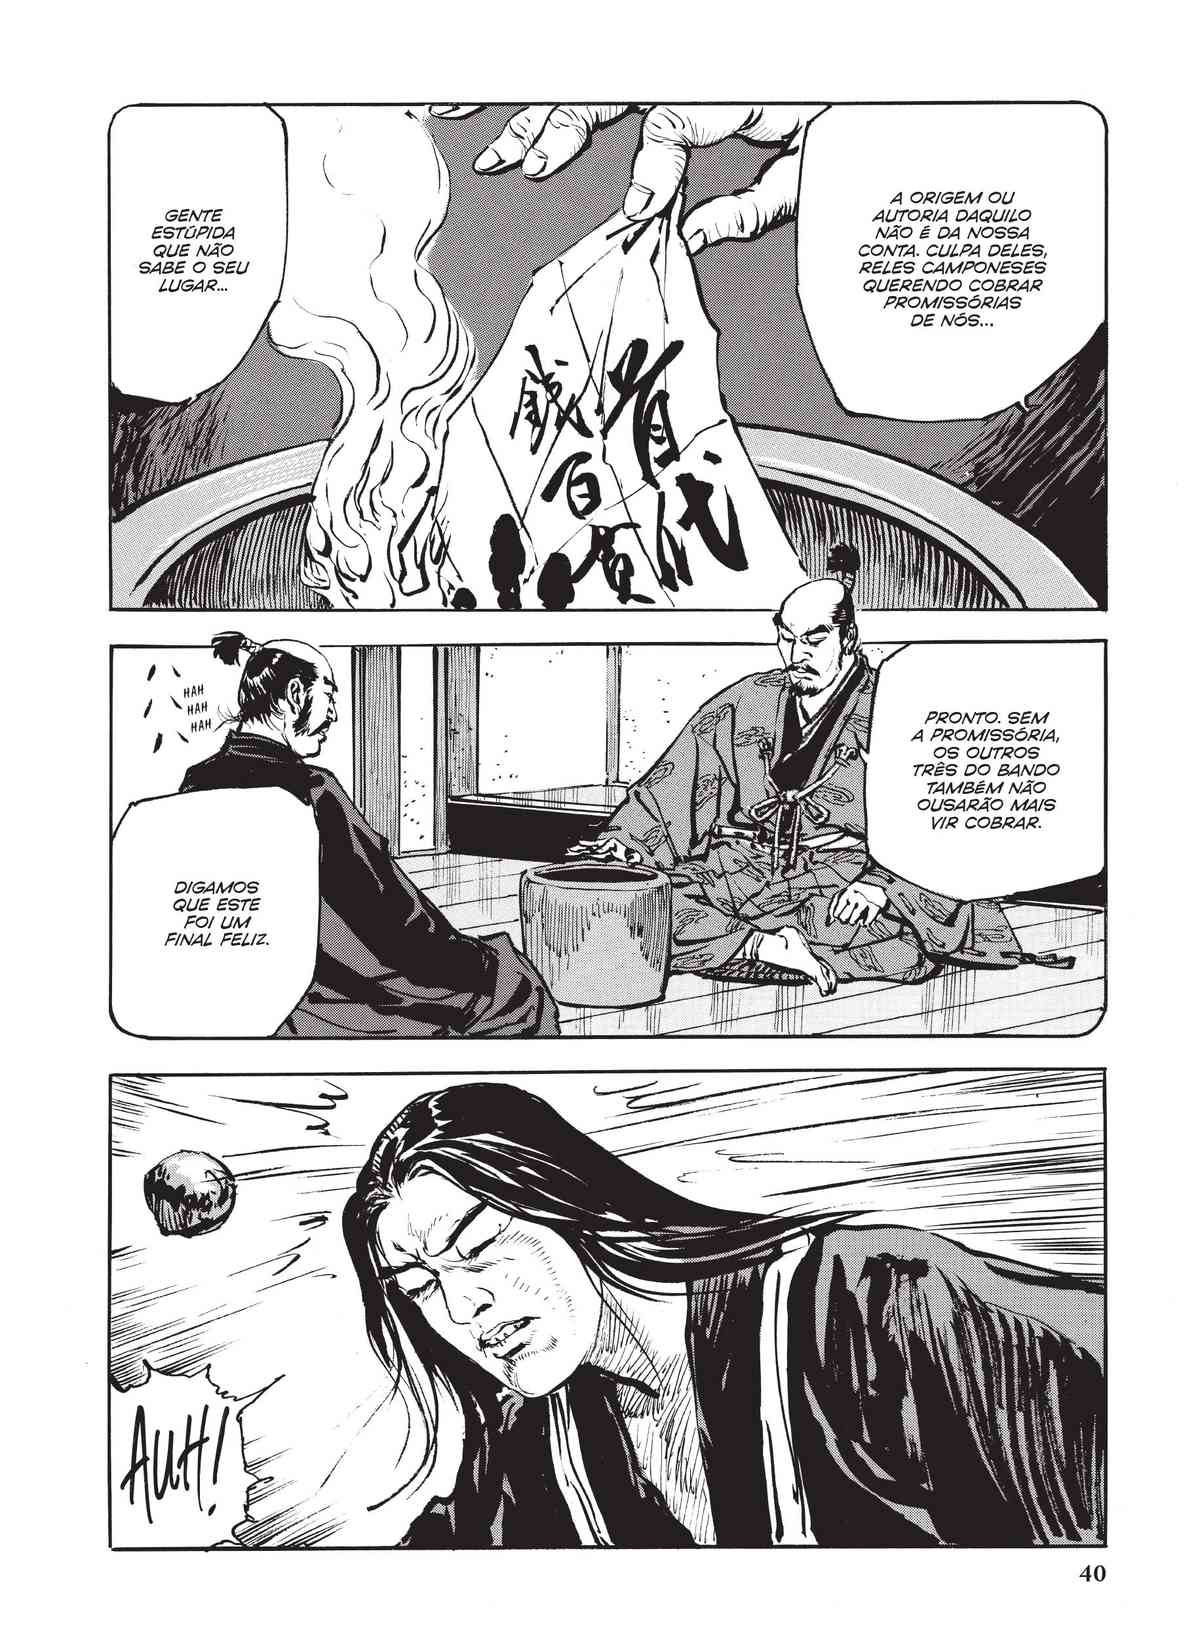 A ORIGEM OU
AUTORIA DAQUILO
NÃO É DA NOSSA
CONTA. CULPA DELES,
RELES CAMPONESES
QUERENDO COBRAR
PROMISSÓRIAS
DE NÓS...
GENTE
ESTÚPIDA
QUE NÃO
SABE O SEU
LUGAR...
代
百
PRONTO. SEM
A PROMISSÓRIA,
OS OUTROS
TRÊS DO BANDO
TAMBÉM NÃO
OUSARÃO MAIS
VIR COBRAR.
HAH
HAH
HAH
DIGAMOS
QUE ESTE
FOI UM
FINAL FELIZ.
AUH!
40